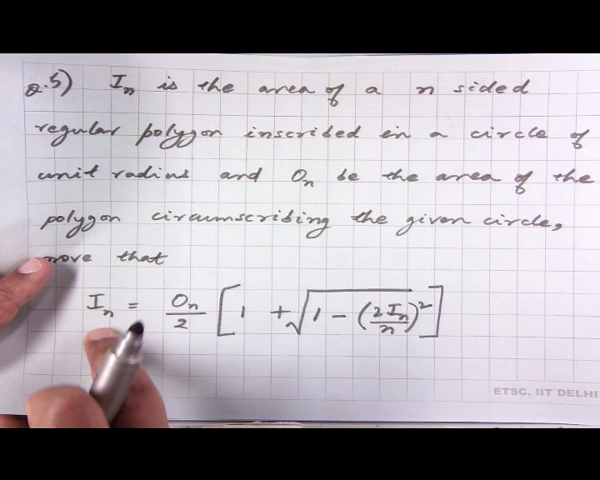 Q.5) In is the area of a n sided
regular polygon inscribed in a circle of
unit radius and On be the area of the
polygon circumscribing the given circle,
prove that
In = On/2 [1 + √(1 - (2In/n)²)]
ETSC, IIT DELHI